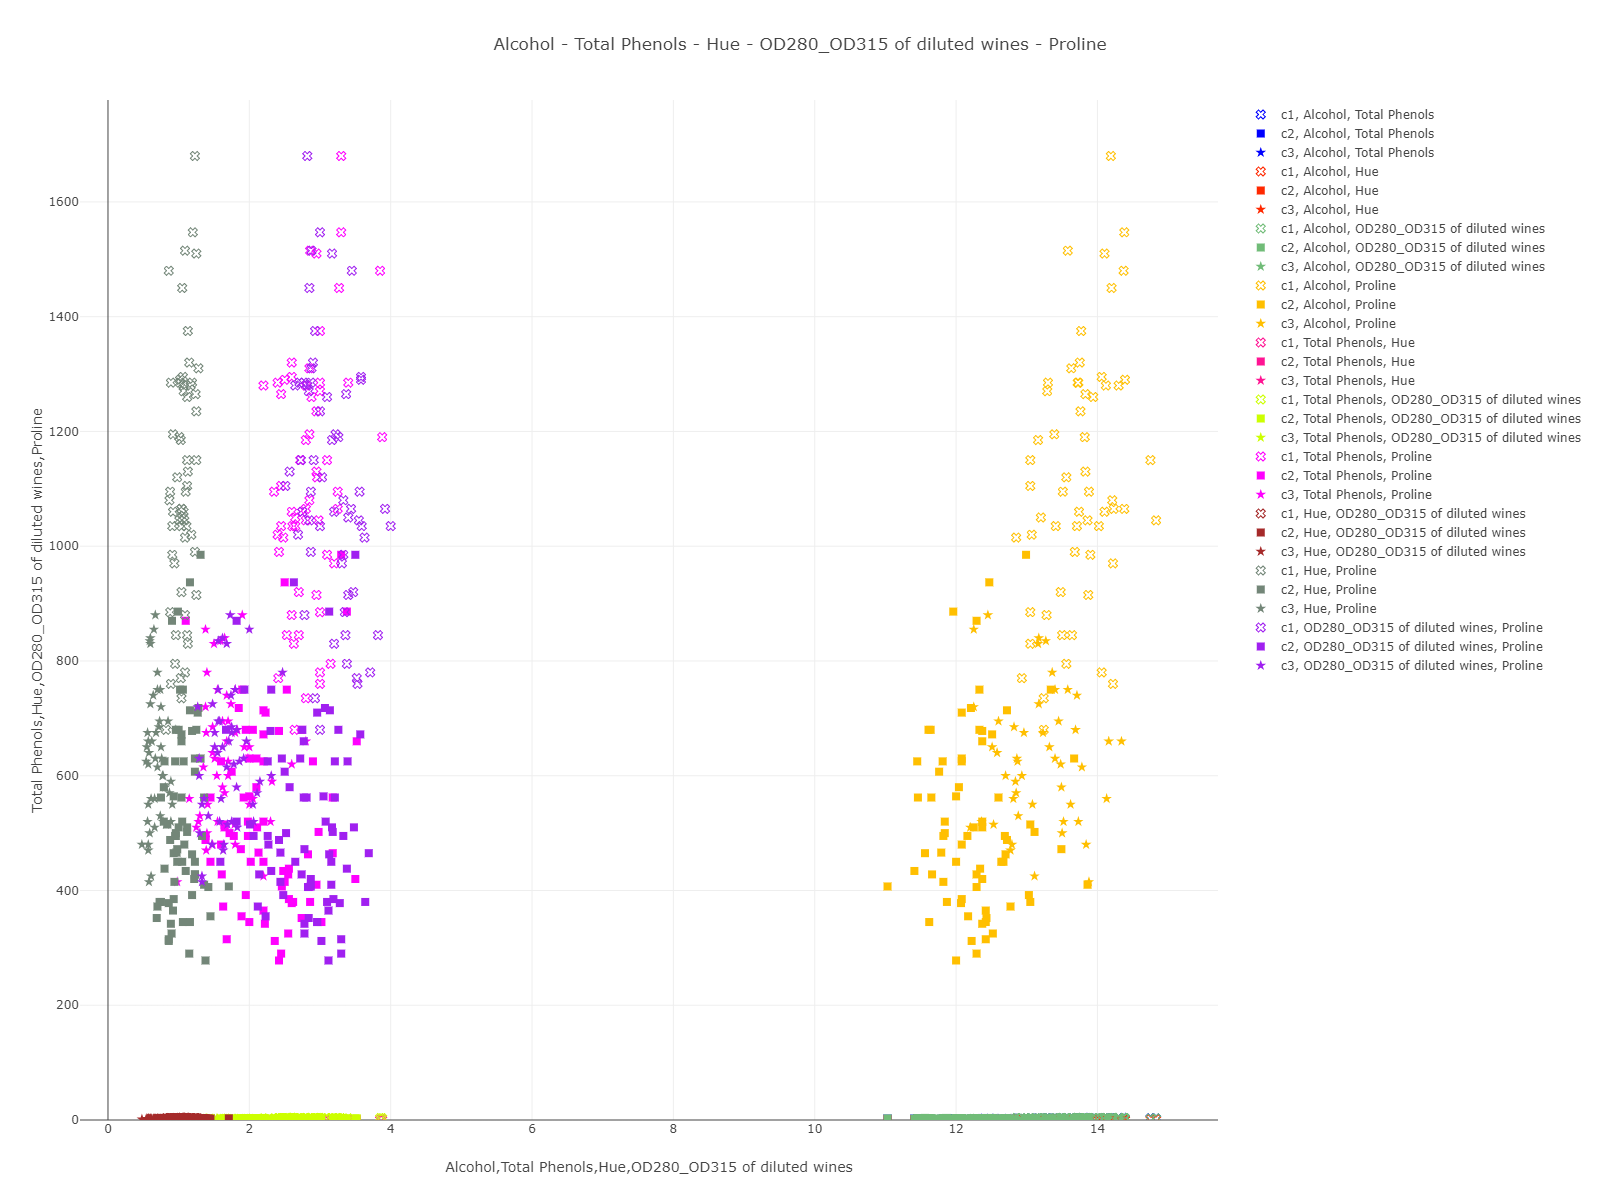 Alcohol - Total Phenols - Hue - OD280_OD315 of diluted wines - Proline
c1, Alcohol, Total Phenols
c2, Alcohol, Total Phenols
c3, Alcohol, Total Phenols
c1, Alcohol, Hue
c2, Alcohol, Hue
c3, Alcohol, Hue
c1, Alcohol, OD280_OD315 of diluted wines
c2, Alcohol, OD280_OD315 of diluted wines
c3, Alcohol, OD280_OD315 of diluted wines
c1, Alcohol, Proline
c2, Alcohol, Proline
c3, Alcohol, Proline
c1, Total Phenols, Hue
c2, Total Phenols, Hue
c3, Total Phenols, Hue
c1, Total Phenols, OD280_OD315 of diluted wines
c2, Total Phenols, OD280_OD315 of diluted wines
c3, Total Phenols, OD280_OD315 of diluted wines
c1, Total Phenols, Proline
c2, Total Phenols, Proline
c3, Total Phenols, Proline
c1, Hue, OD280_OD315 of diluted wines
c2, Hue, OD280_OD315 of diluted wines
c3, Hue, OD280_OD315 of diluted wines
c1, Hue, Proline
c2, Hue, Proline
c3, Hue, Proline
c1, OD280_OD315 of diluted wines, Proline
c2, OD280_OD315 of diluted wines, Proline
c3, OD280_OD315 of diluted wines, Proline
Total Phenols,Hue,OD280_OD315 of diluted wines,Proline
1600
1400
1200
1000
800
600
400
200
0
0 2 4 6 8 10 12 14
Alcohol,Total Phenols,Hue,OD280_OD315 of diluted wines